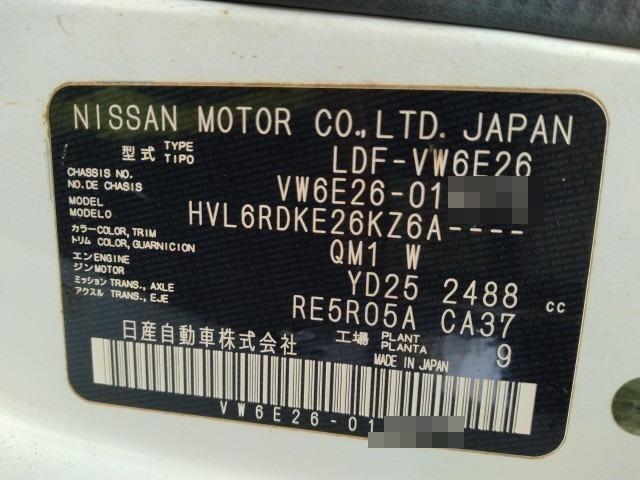 NISSAN MOTOR CO.,LTD. JAPAN
型式 TYPE TIPO LDF-VW6E26
CHASSIS NO. NO.DE CHASIS VW6E26-01
MODEL MODELO HVL6RDKE26KZ6A----
カラー COLOR, TRIM トリム COLOR, GUARNICION QM1 W
エンジン ENGINE MOTOR YD25 2488 cc
ミッション TRANS., AXLE アクスル TRANS., EJE RE5R05A CA37
日産自動車株式会社 工場 PLANT PLANTA 9
MADE IN JAPAN
VW6E26-01